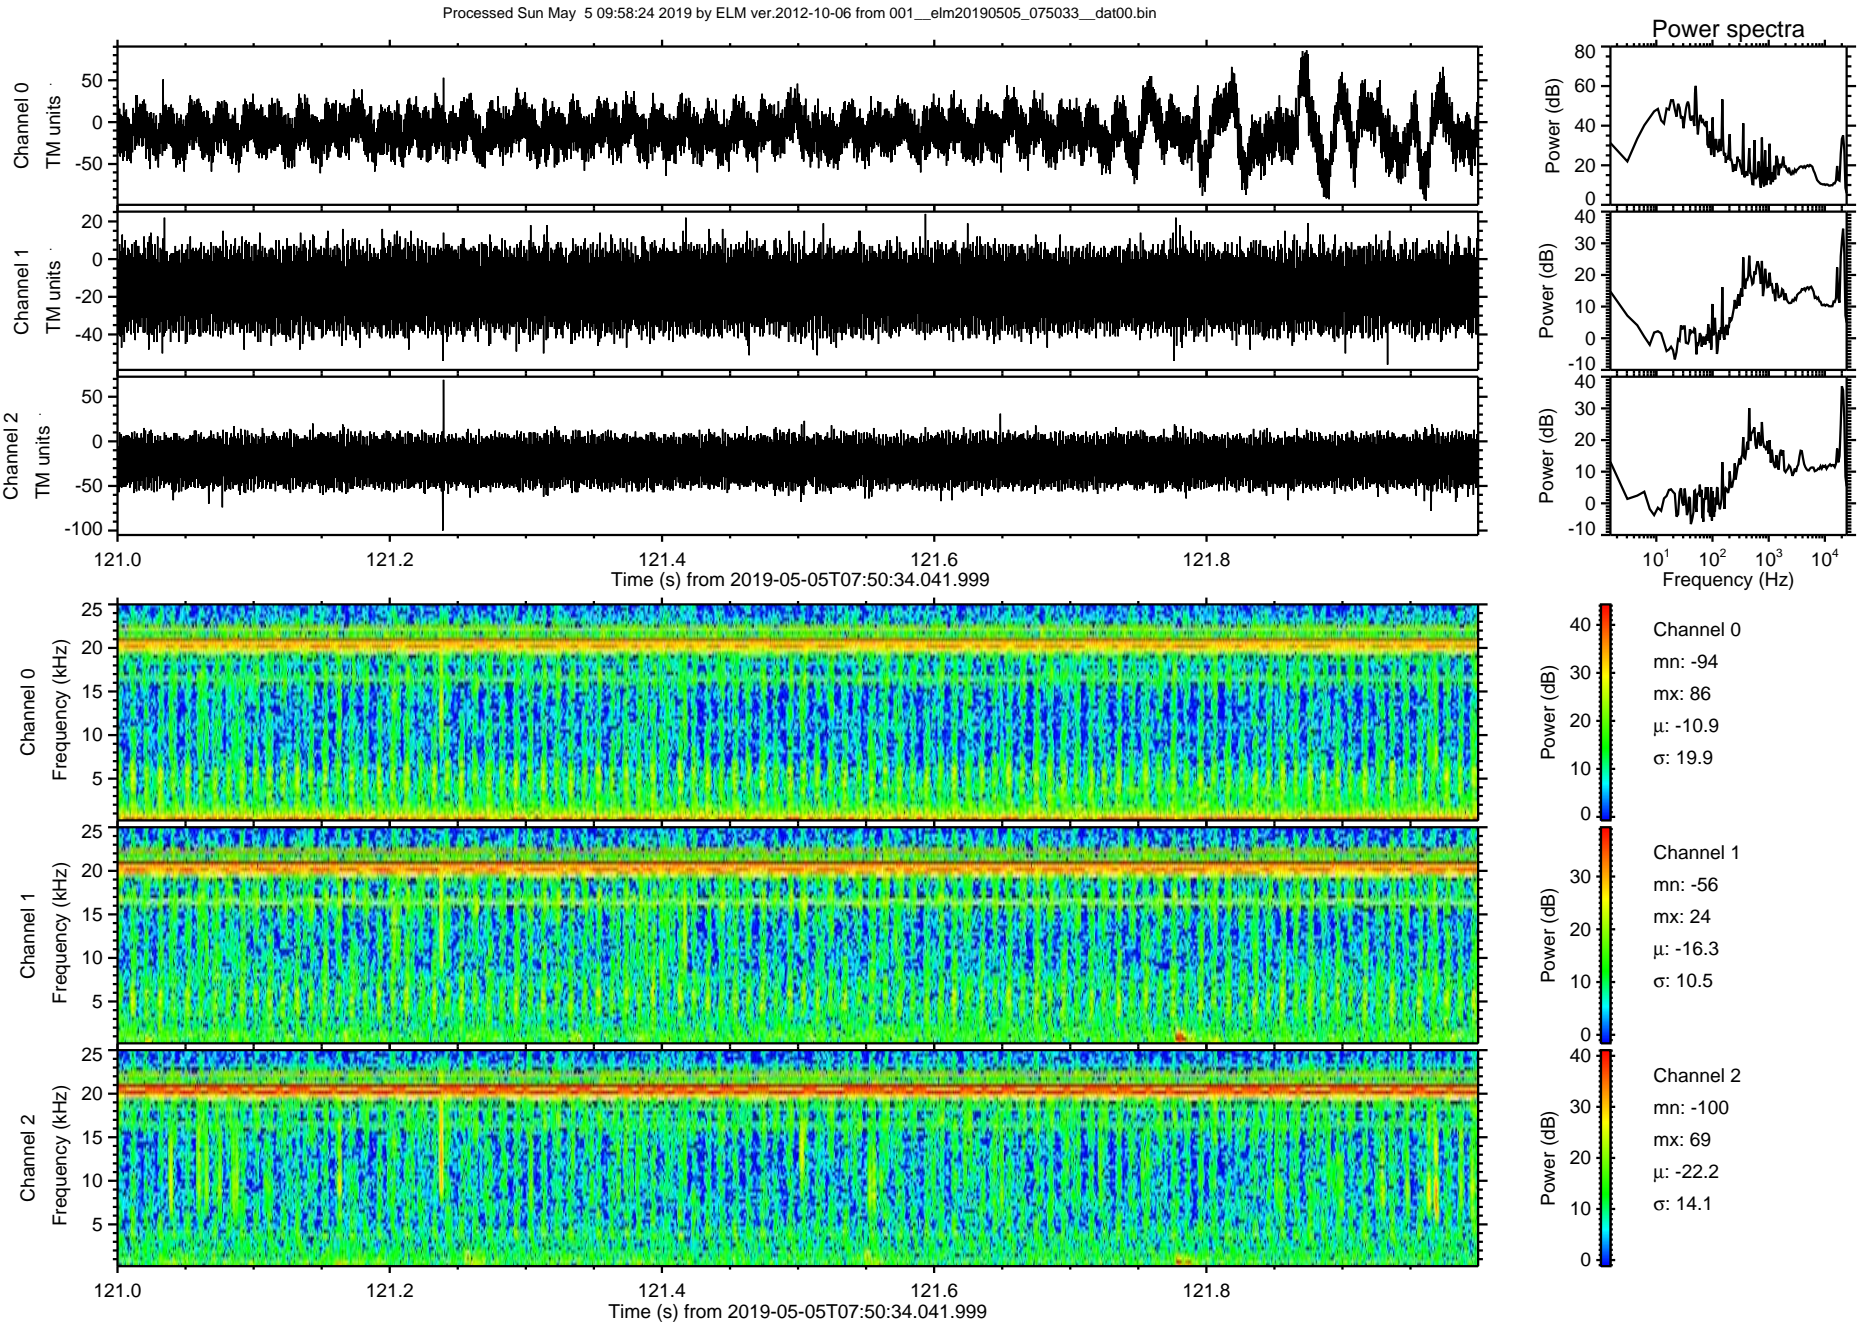 Processed Sun May  5 09:58:24 2019 by ELM ver.2012-10-06 from 001__elm20190505_075033__dat00.bin
Power spectra
Channel 0
TM units
50
0
-50
Power (dB)
80
60
40
20
0
Channel 1
TM units
20
0
-20
-40
Power (dB)
40
30
20
10
0
-10
Channel 2
TM units
50
0
-50
-100
Power (dB)
40
30
20
10
0
-10
121.0
121.2
121.4
121.6
121.8
Time (s) from 2019-05-05T07:50:34.041.999
10¹
10²
10³
10⁴
Frequency (Hz)
Channel 0
Frequency (kHz)
25
20
15
10
5
Power (dB)
40
30
20
10
0
Channel 0
mn: -94
mx: 86
μ: -10.9
σ: 19.9
Channel 1
Frequency (kHz)
25
20
15
10
5
Power (dB)
30
20
10
0
Channel 1
mn: -56
mx: 24
μ: -16.3
σ: 10.5
Channel 2
Frequency (kHz)
25
20
15
10
5
Power (dB)
40
30
20
10
0
Channel 2
mn: -100
mx: 69
μ: -22.2
σ: 14.1
121.0
121.2
121.4
121.6
121.8
Time (s) from 2019-05-05T07:50:34.041.999